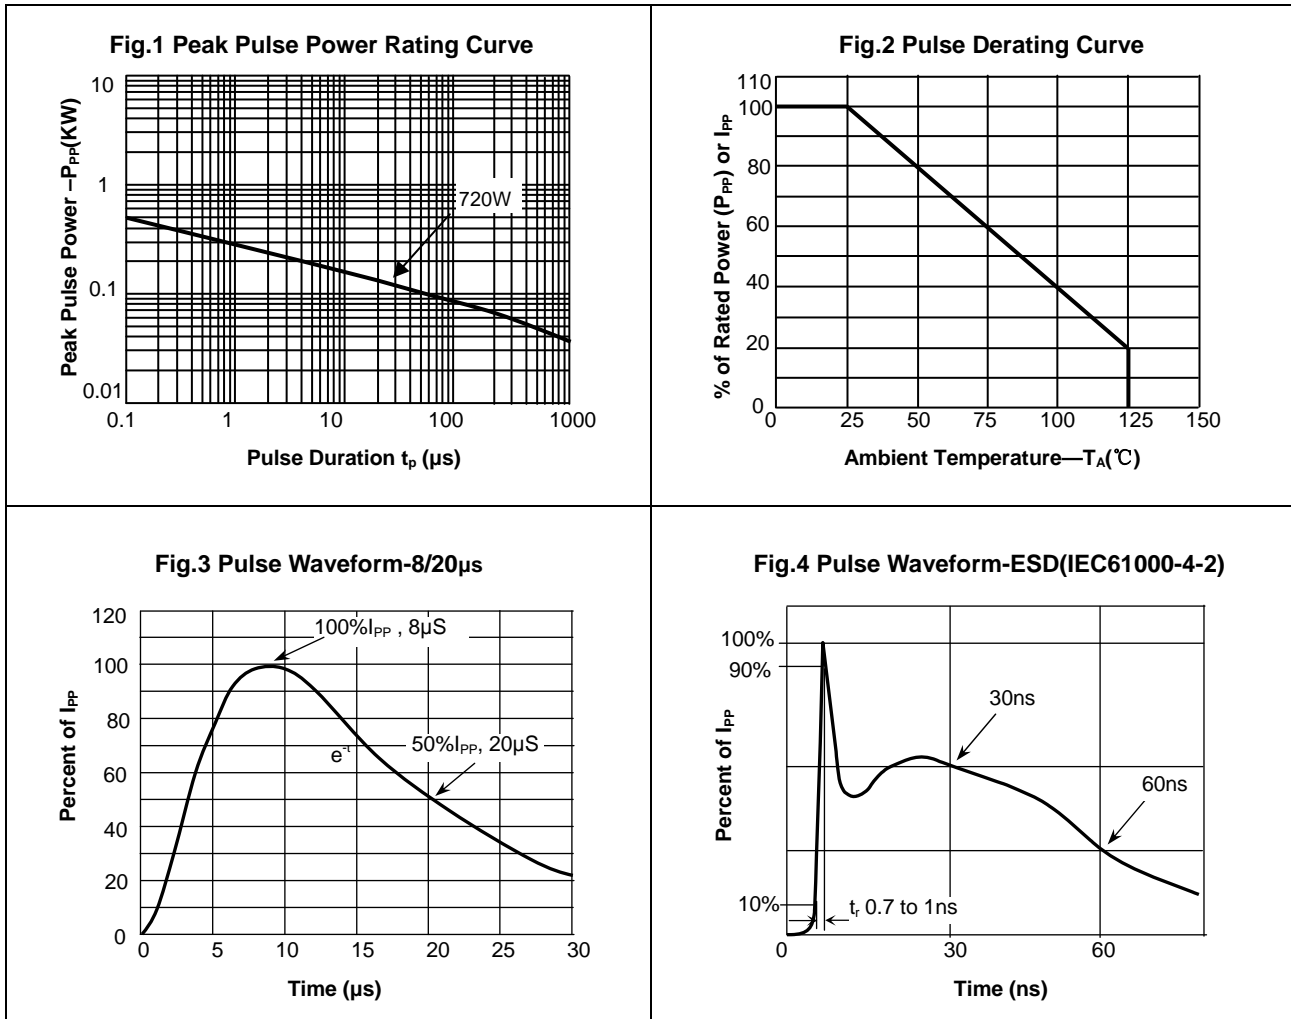 Fig.1 Peak Pulse Power Rating Curve
Peak Pulse Power –PPP(KW)
10
1
0.1
0.01
720W
0.1 1 10 100 1000
Pulse Duration tp (µs)
Fig.2 Pulse Derating Curve
% of Rated Power (PPP) or IPP
110
100
80
60
40
20
0
0 25 50 75 100 125 150
Ambient Temperature—TA(℃)
Fig.3 Pulse Waveform-8/20µs
Percent of IPP
120
100
80
60
40
20
0
100%IPP , 8µS
e-t
50%IPP, 20µS
0 5 10 15 20 25 30
Time (µs)
Fig.4 Pulse Waveform-ESD(IEC61000-4-2)
Percent of IPP
100%
90%
10%
30ns
60ns
tr 0.7 to 1ns
0 30 60
Time (ns)